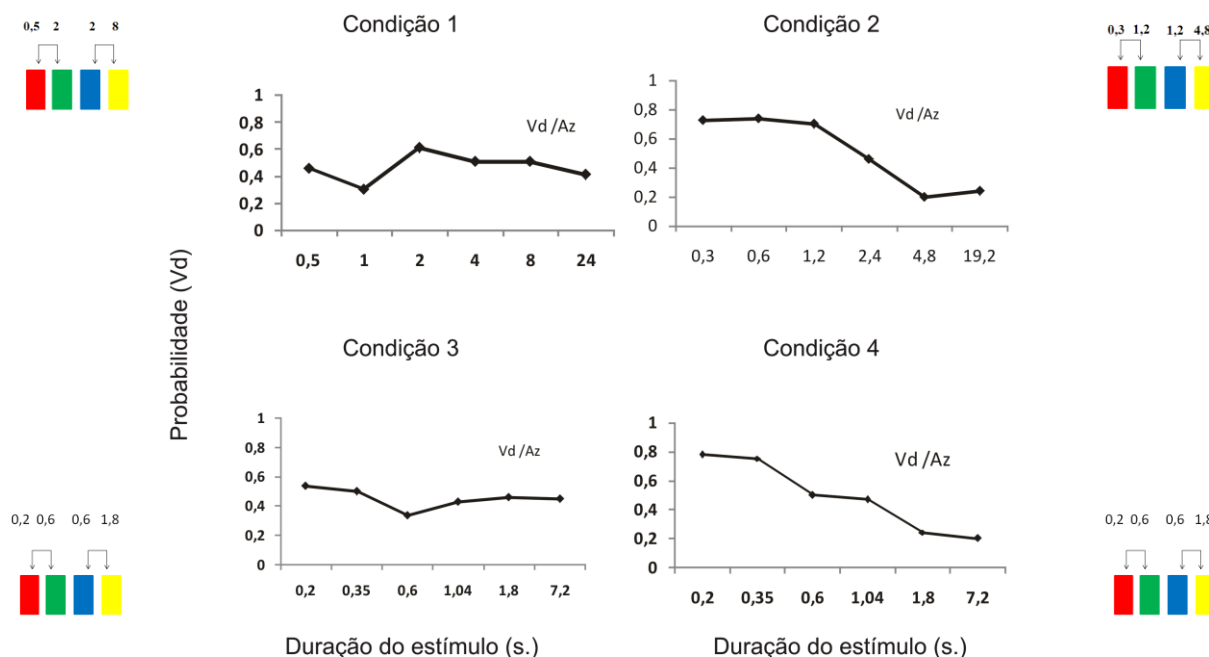 0,5 2 2 8
Condição 1
Condição 2
0,3 1,2 1,2 4,8
Probabilidade (Vd)
1
0,8
0,6
0,4
0,2
0
Vd /Az
0,5 1 2 4 8 24
1
0,8
0,6
0,4
0,2
0
Vd /Az
0,3 0,6 1,2 2,4 4,8 19,2
Condição 3
Condição 4
0,2 0,6 0,6 1,8
1
0,8
0,6
0,4
0,2
0
Vd /Az
0,2 0,35 0,6 1,04 1,8 7,2
1
0,8
0,6
0,4
0,2
0
Vd /Az
0,2 0,35 0,6 1,04 1,8 7,2
0,2 0,6 0,6 1,8
Duração do estímulo (s.)
Duração do estímulo (s.)